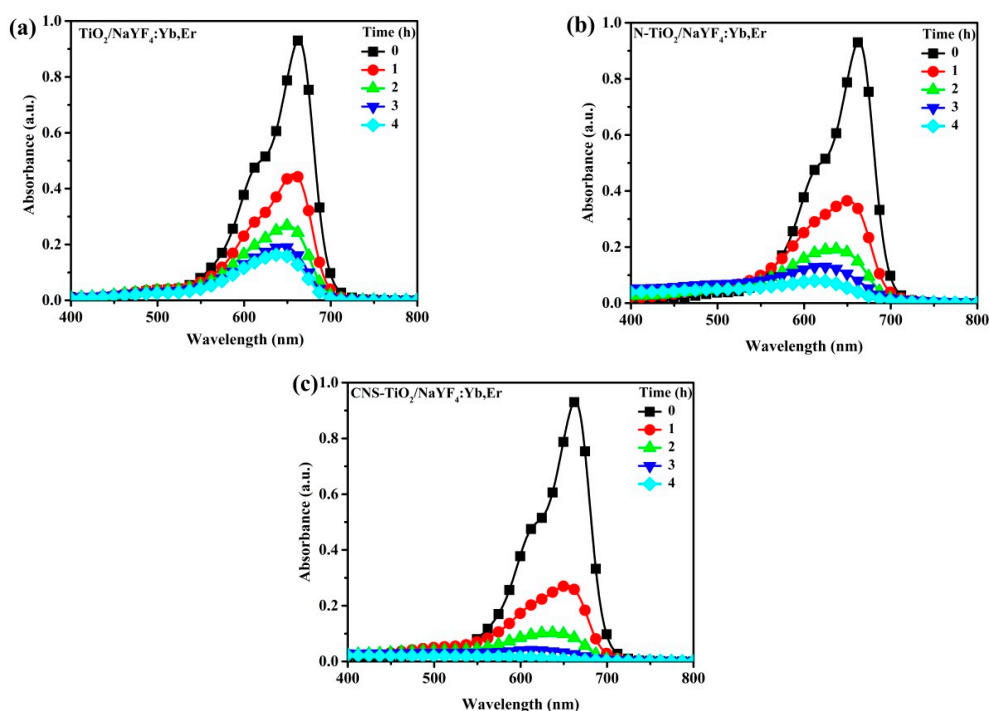 (a)
TiO2/NaYF4:Yb,Er
Time (h)
0
1
2
3
4
1.0
0.8
0.6
0.4
0.2
0.0
Absorbance (a.u.)
400 500 600 700 800
Wavelength (nm)
(b)
N-TiO2/NaYF4:Yb,Er
Time (h)
0
1
2
3
4
1.0
0.8
0.6
0.4
0.2
0.0
Absorbance (a.u.)
400 500 600 700 800
Wavelength (nm)
(c)
CNS-TiO2/NaYF4:Yb,Er
Time (h)
0
1
2
3
4
1.0
0.8
0.6
0.4
0.2
0.0
Absorbance (a.u.)
400 500 600 700 800
Wavelength (nm)